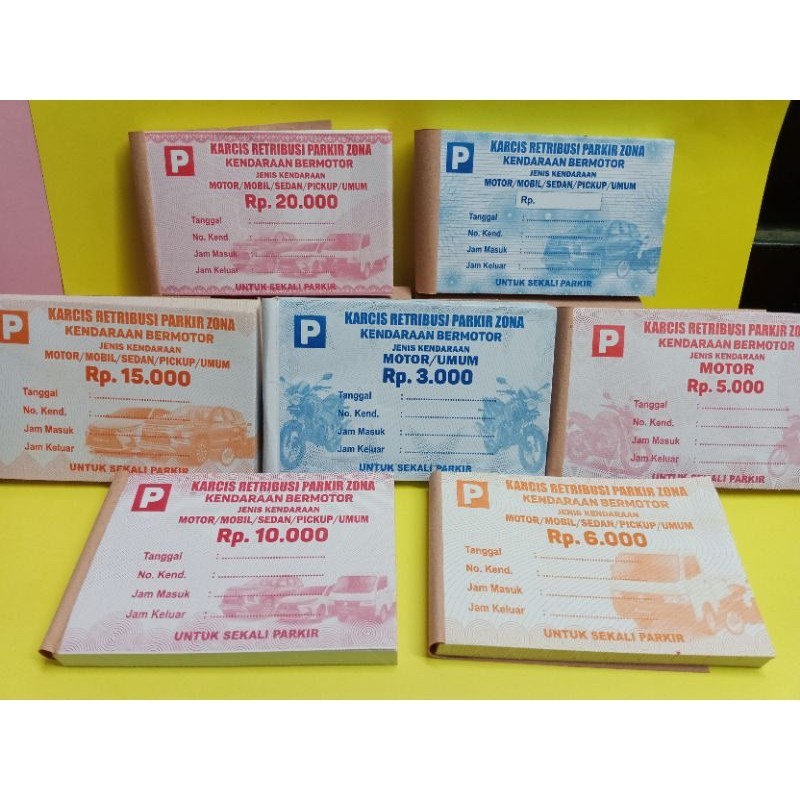 P
KARCIS RETRIBUSI PARKIR ZONA
KENDARAAN BERMOTOR
JENIS KENDARAAN
MOTOR/MOBIL/SEDAN/PICKUP/UMUM
Rp. 20.000
Tanggal :
No. Kend. :
Jam Masuk :
Jam Keluar :
UNTUK SEKALI PARKIR
P
KARCIS RETRIBUSI PARKIR ZONA
KENDARAAN BERMOTOR
JENIS KENDARAAN
MOTOR/MOBIL/SEDAN/PICKUP/UMUM
Rp.
Tanggal :
No. Kend. :
Jam Masuk :
Jam Keluar :
UNTUK SEKALI PARKIR
P
KARCIS RETRIBUSI PARKIR ZONA
KENDARAAN BERMOTOR
JENIS KENDARAAN
MOTOR/MOBIL/SEDAN/PICKUP/UMUM
Rp. 15.000
Tanggal :
No. Kend. :
Jam Masuk :
Jam Keluar :
UNTUK SEKALI PARKIR
P
KARCIS RETRIBUSI PARKIR ZONA
KENDARAAN BERMOTOR
JENIS KENDARAAN
MOTOR/UMUM
Rp. 3.000
Tanggal :
No. Kend. :
Jam Masuk :
Jam Keluar :
UNTUK SEKALI PARKIR
P
KARCIS RETRIBUSI PARKIR ZONA
KENDARAAN BERMOTOR
JENIS KENDARAAN
MOTOR
Rp. 5.000
Tanggal :
No. Kend. :
Jam Masuk :
Jam Keluar :
UNTUK SEKALI PARKIR
P
KARCIS RETRIBUSI PARKIR ZONA
KENDARAAN BERMOTOR
JENIS KENDARAAN
MOTOR/MOBIL/SEDAN/PICKUP/UMUM
Rp. 10.000
Tanggal :
No. Kend. :
Jam Masuk :
Jam Keluar :
UNTUK SEKALI PARKIR
P
KARCIS RETRIBUSI PARKIR ZONA
KENDARAAN BERMOTOR
JENIS KENDARAAN
MOTOR/MOBIL/SEDAN/PICKUP/UMUM
Rp. 6.000
Tanggal :
No. Kend. :
Jam Masuk :
Jam Keluar :
UNTUK SEKALI PARKIR